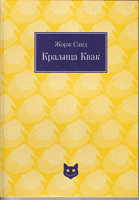 Жорж Санд
Краљица Квак